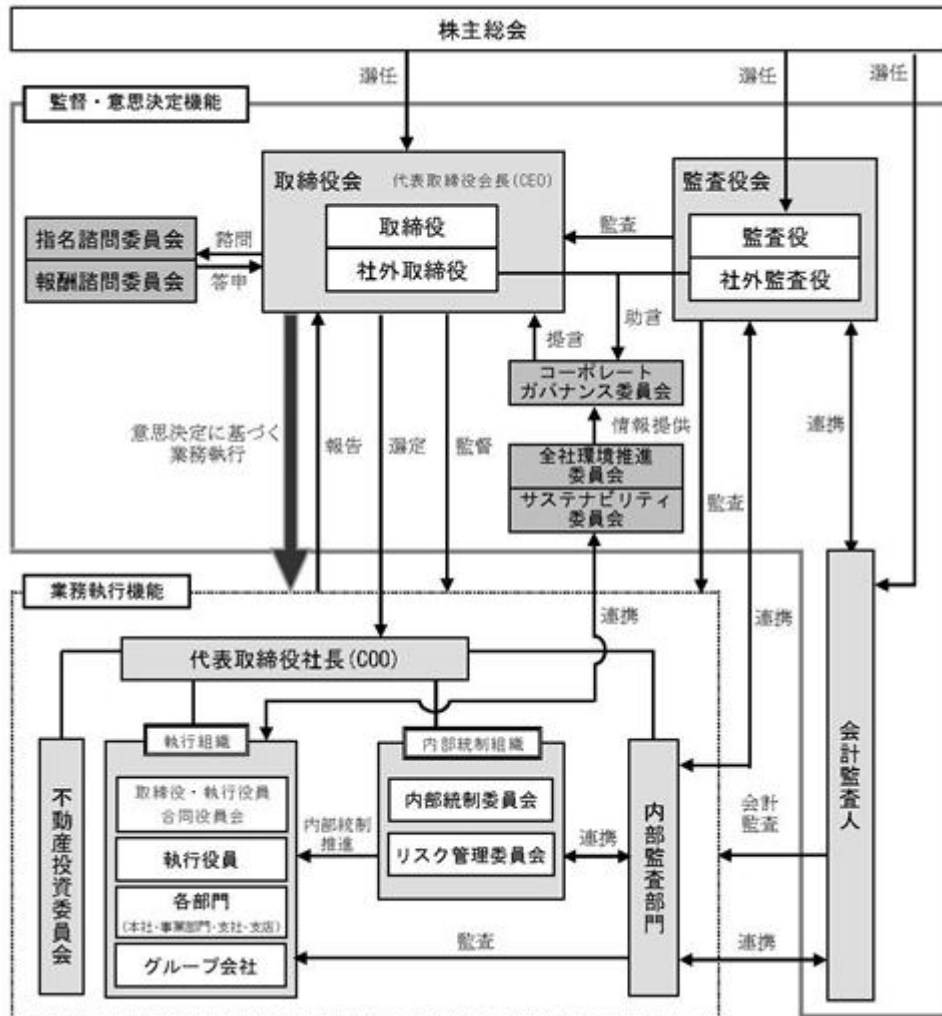 株主総会
選任
選任
選任
監督・意思決定機能
取締役会
代表取締役会長(CEO)
取締役
社外取締役
監査役会
監査役
社外監査役
監査
指名諮問委員会
報酬諮問委員会
諮問
答申
提言
助言
コーポレート
ガバナンス委員会
情報提供
全社環境推進
委員会
サステナビリティ
委員会
意思決定に基づく
業務執行
報告
選定
監督
監査
連携
連携
連携
業務執行機能
代表取締役社長(COO)
不動産投資委員会
執行組織
取締役・執行役員
合同役員会
執行役員
各部門
(本社・事業部門・支社・支店)
グループ会社
内部統制
推進
内部統制組織
内部統制委員会
リスク管理委員会
連携
内部監査部門
会計
監査
会計監査人
監査
連携